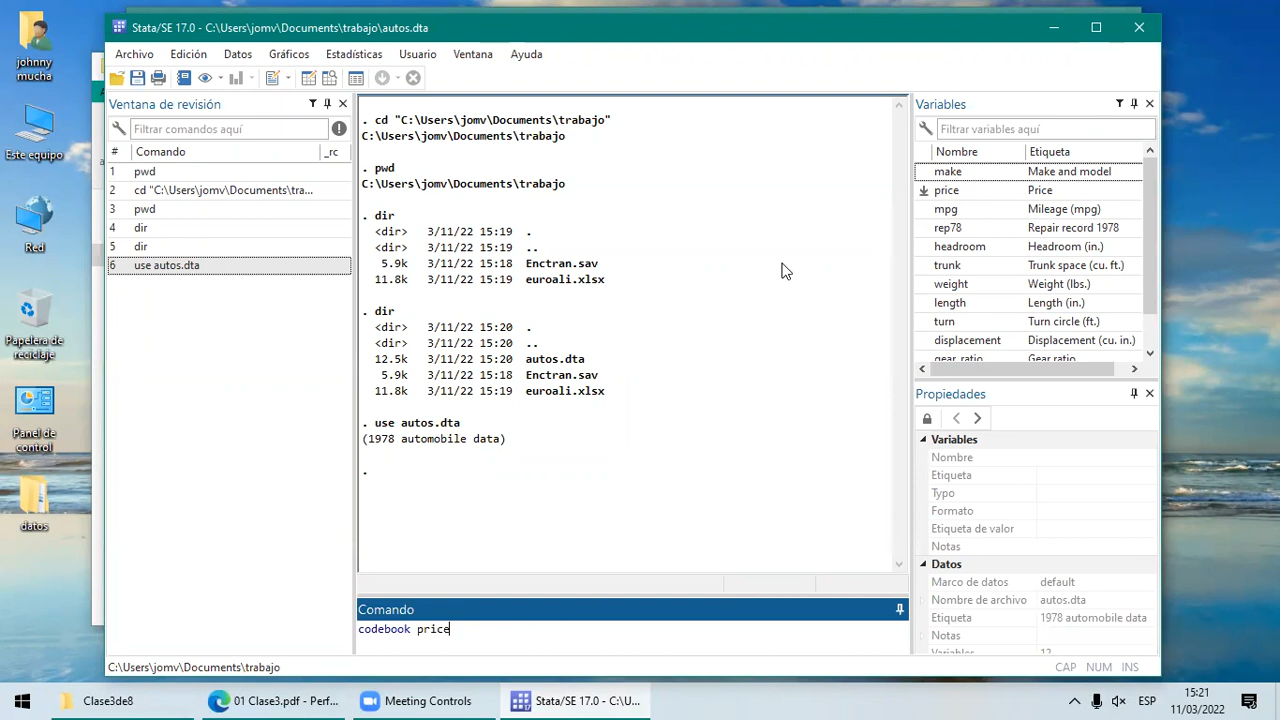 johnny
mucha
Este equipo
Red
Papelera de
reciclaje
Panel de
control
datos
Stata/SE 17.0 - C:\Users\jomv\Documents\trabajo\autos.dta
Archivo Edición Datos Gráficos Estadísticas Usuario Ventana Ayuda
Ventana de revisión
Filtrar comandos aquí
# Comando _rc
1 pwd
2 cd "C:\Users\jomv\Documents\tra...
3 pwd
4 dir
5 dir
6 use autos.dta
. cd "C:\Users\jomv\Documents\trabajo"
C:\Users\jomv\Documents\trabajo
. pwd
C:\Users\jomv\Documents\trabajo
. dir
<dir> 3/11/22 15:19 .
<dir> 3/11/22 15:19 ..
5.9k 3/11/22 15:18 Enctran.sav
11.8k 3/11/22 15:19 euroali.xlsx
. dir
<dir> 3/11/22 15:20 .
<dir> 3/11/22 15:20 ..
12.5k 3/11/22 15:20 autos.dta
5.9k 3/11/22 15:18 Enctran.sav
11.8k 3/11/22 15:19 euroali.xlsx
. use autos.dta
(1978 automobile data)
.
Comando
codebook price
Variables
Filtrar variables aquí
Nombre Etiqueta
make Make and model
price Price
mpg Mileage (mpg)
rep78 Repair record 1978
headroom Headroom (in.)
trunk Trunk space (cu. ft.)
weight Weight (lbs.)
length Length (in.)
turn Turn circle (ft.)
displacement Displacement (cu. in.)
gear_ratio Gear ratio
Propiedades
Variables
Nombre
Etiqueta
Typo
Formato
Etiqueta de valor
Notas
Datos
Marco de datos default
Nombre de archivo autos.dta
Etiqueta 1978 automobile data
Notas
Variables 12
C:\Users\jomv\Documents\trabajo
CAP NUM INS
Clase3de8
01 Clase3.pdf - Perf...
Meeting Controls
Stata/SE 17.0 - C:\U...
ESP
15:21
11/03/2022